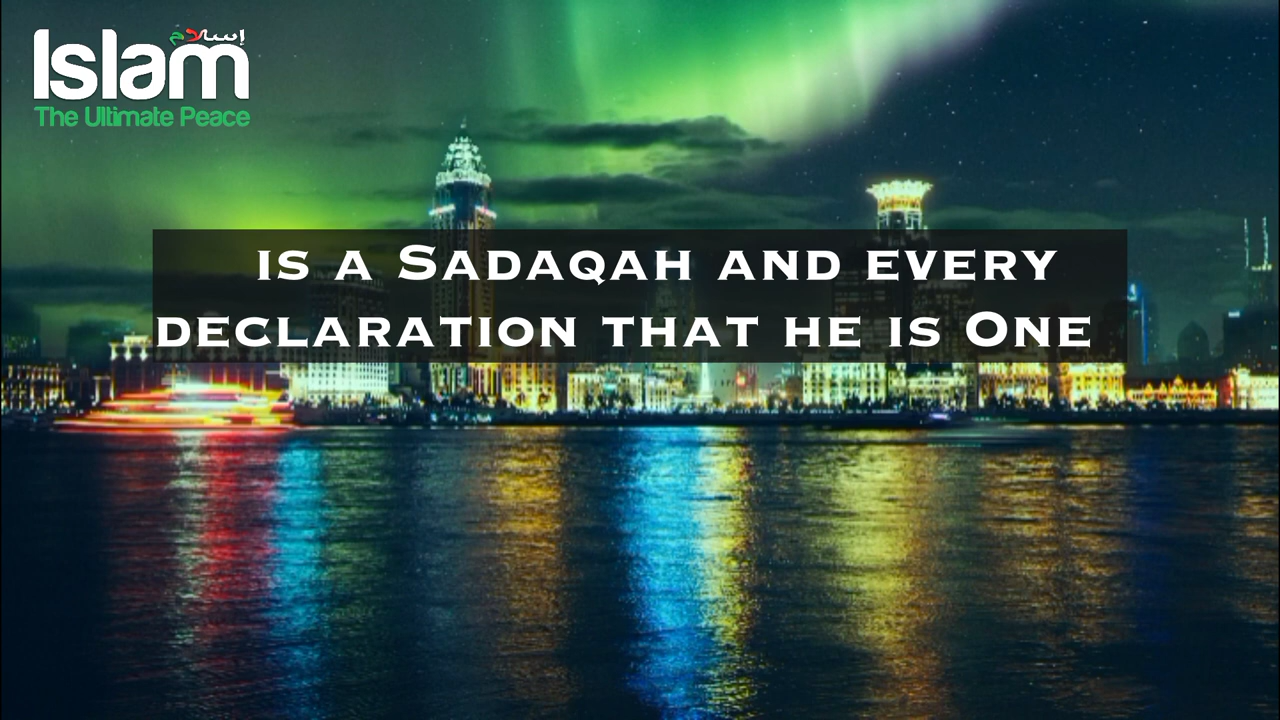 إسلام
Islam
The Ultimate Peace
is a Sadaqah and every
declaration that He is One